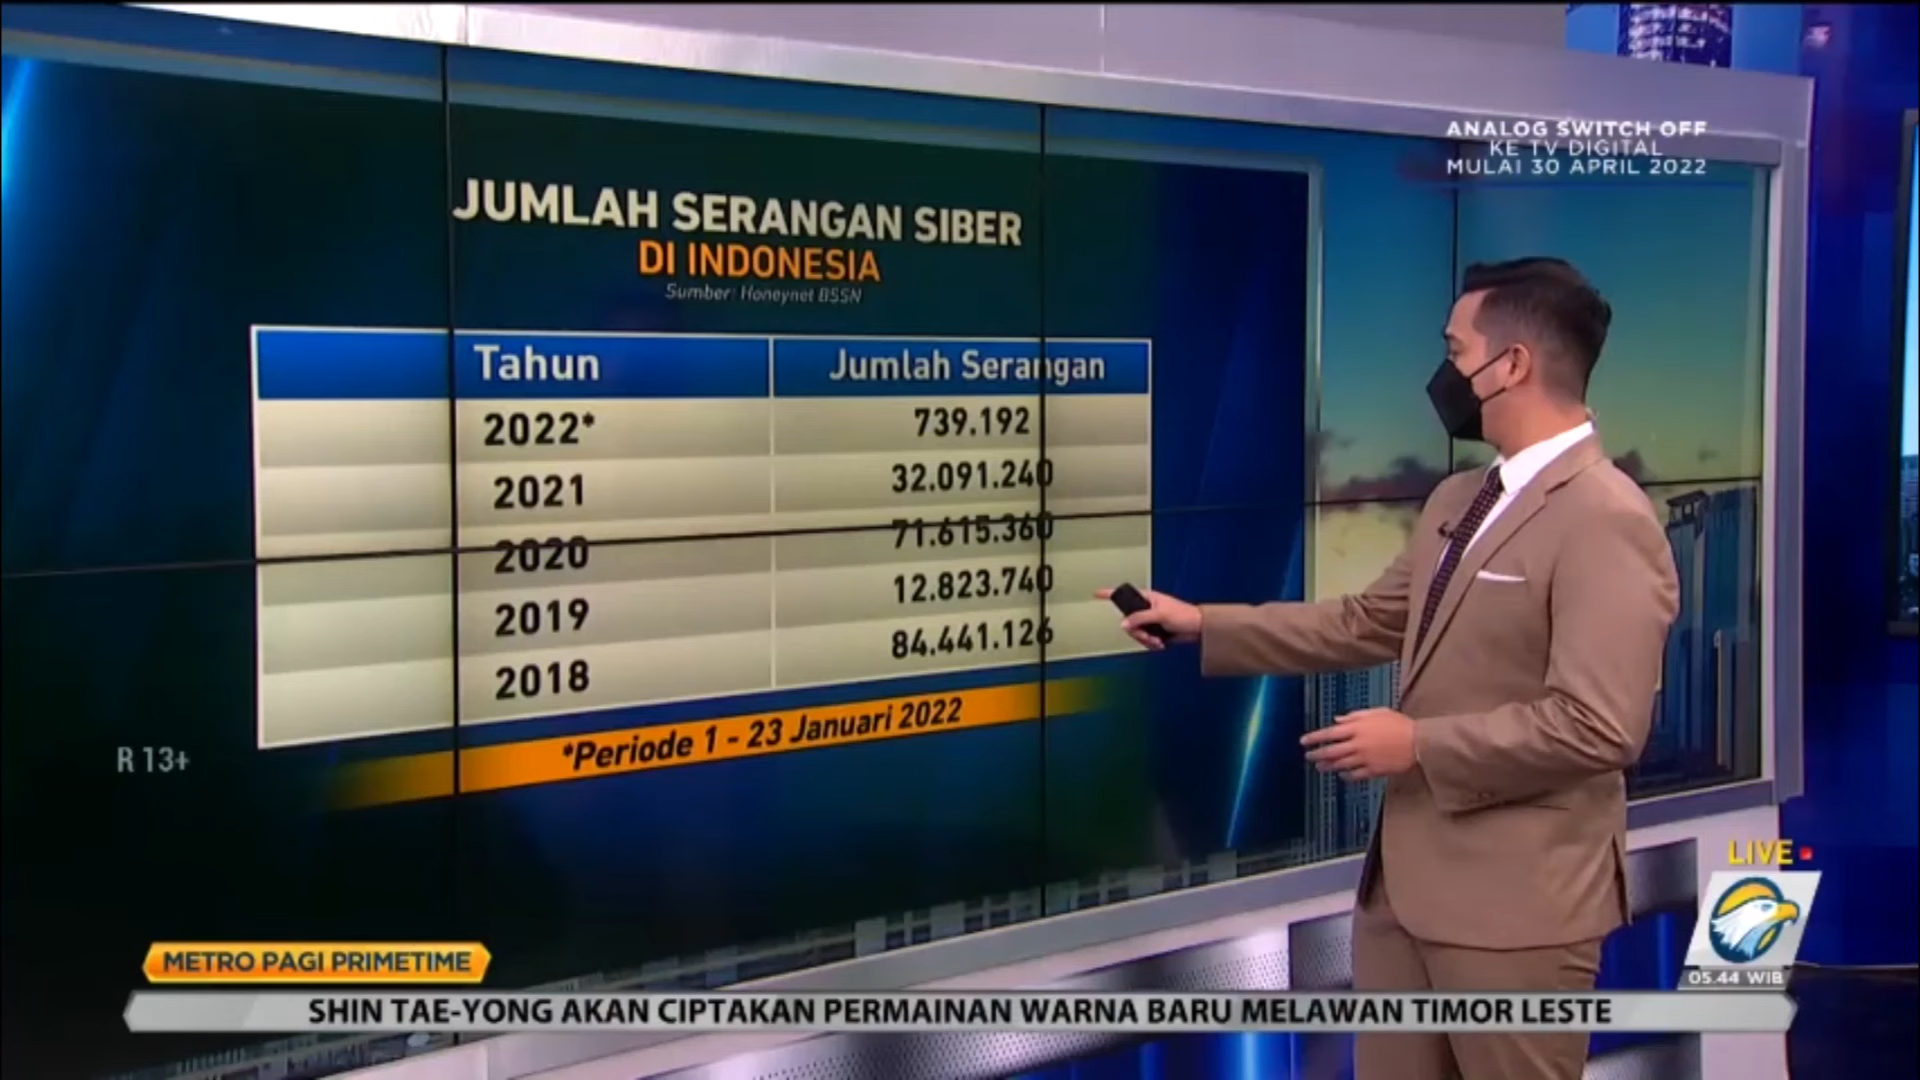 ANALOG SWITCH OFF
KE TV DIGITAL
MULAI 30 APRIL 2022
JUMLAH SERANGAN SIBER
DI INDONESIA
Sumber: Honeynet BSSN
Tahun Jumlah Serangan
2022* 739.192
2021 32.091.240
2020 71.615.360
2019 12.823.740
2018 84.441.126
*Periode 1 - 23 Januari 2022
R 13+
LIVE
METRO PAGI PRIMETIME
05.44 WIB
SHIN TAE-YONG AKAN CIPTAKAN PERMAINAN WARNA BARU MELAWAN TIMOR LESTE